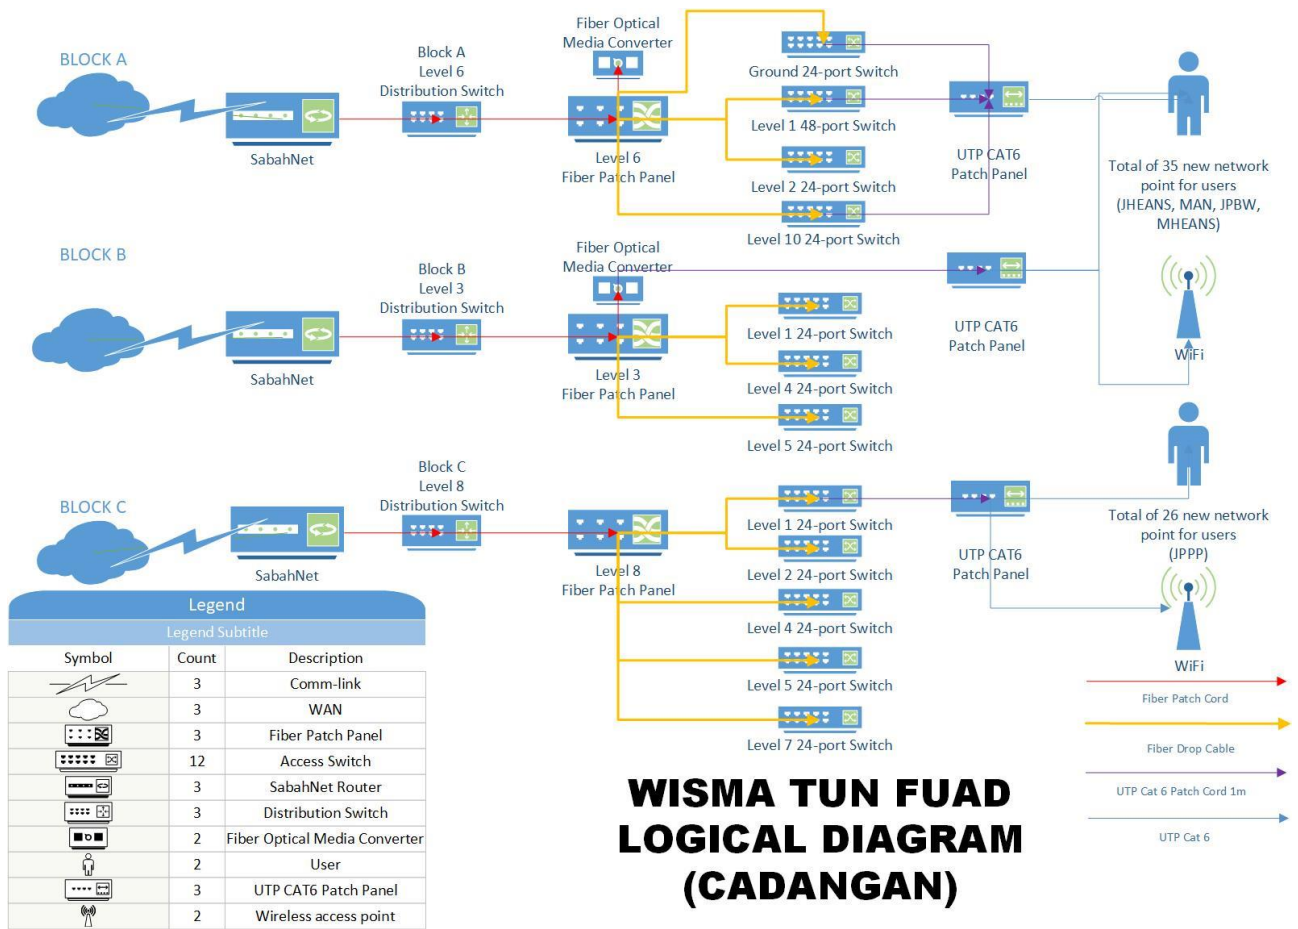 BLOCK A
SabahNet
Block A
Level 6
Distribution Switch
Fiber Optical
Media Converter
Level 6
Fiber Patch Panel
Ground 24-port Switch
Level 1 48-port Switch
Level 2 24-port Switch
Level 10 24-port Switch
UTP CAT6
Patch Panel
Total of 35 new network
point for users
(JHEANS, MAN, JPBW,
MHEANS)
BLOCK B
SabahNet
Block B
Level 3
Distribution Switch
Fiber Optical
Media Converter
Level 3
Fiber Patch Panel
Level 1 24-port Switch
Level 4 24-port Switch
Level 5 24-port Switch
UTP CAT6
Patch Panel
WiFi
BLOCK C
SabahNet
Block C
Level 8
Distribution Switch
Level 8
Fiber Patch Panel
Level 1 24-port Switch
Level 2 24-port Switch
Level 4 24-port Switch
Level 5 24-port Switch
Level 7 24-port Switch
UTP CAT6
Patch Panel
Total of 26 new network
point for users
(JPPP)
WiFi
Legend
Legend Subtitle
Symbol Count Description
3 Comm-link
3 WAN
3 Fiber Patch Panel
12 Access Switch
3 SabahNet Router
3 Distribution Switch
2 Fiber Optical Media Converter
2 User
3 UTP CAT6 Patch Panel
2 Wireless access point
Fiber Patch Cord
Fiber Drop Cable
UTP Cat 6 Patch Cord 1m
UTP Cat 6
WISMA TUN FUAD
LOGICAL DIAGRAM
(CADANGAN)